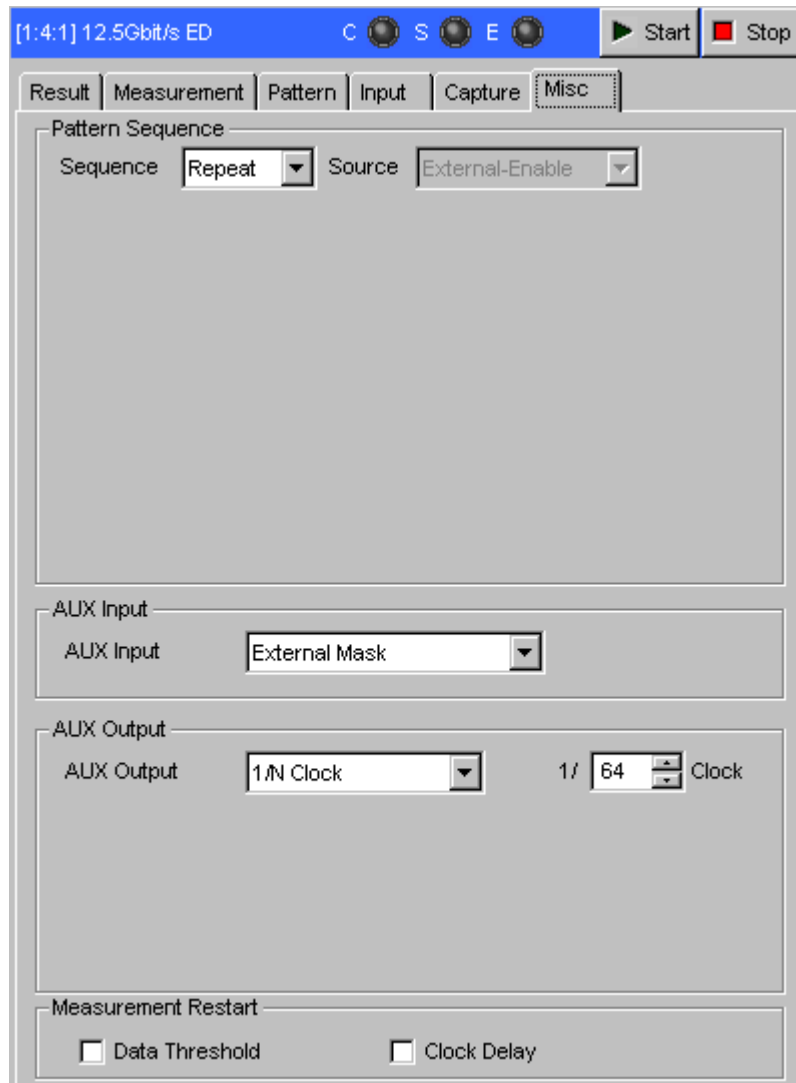 [1:4:1] 12.5Gbit/s ED C S E Start Stop
Result Measurement Pattern Input Capture Misc
Pattern Sequence
Sequence Repeat Source External-Enable
AUX Input
AUX Input External Mask
AUX Output
AUX Output 1/N Clock 1/ 64 Clock
Measurement Restart
Data Threshold Clock Delay